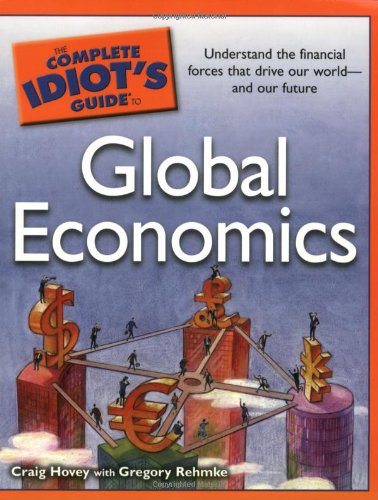 THE COMPLETE
IDIOT'S
GUIDE® TO
Understand the financial
forces that drive our world—
and our future
Global
Economics
$
£
€
¥
Craig Hovey with Gregory Rehmke